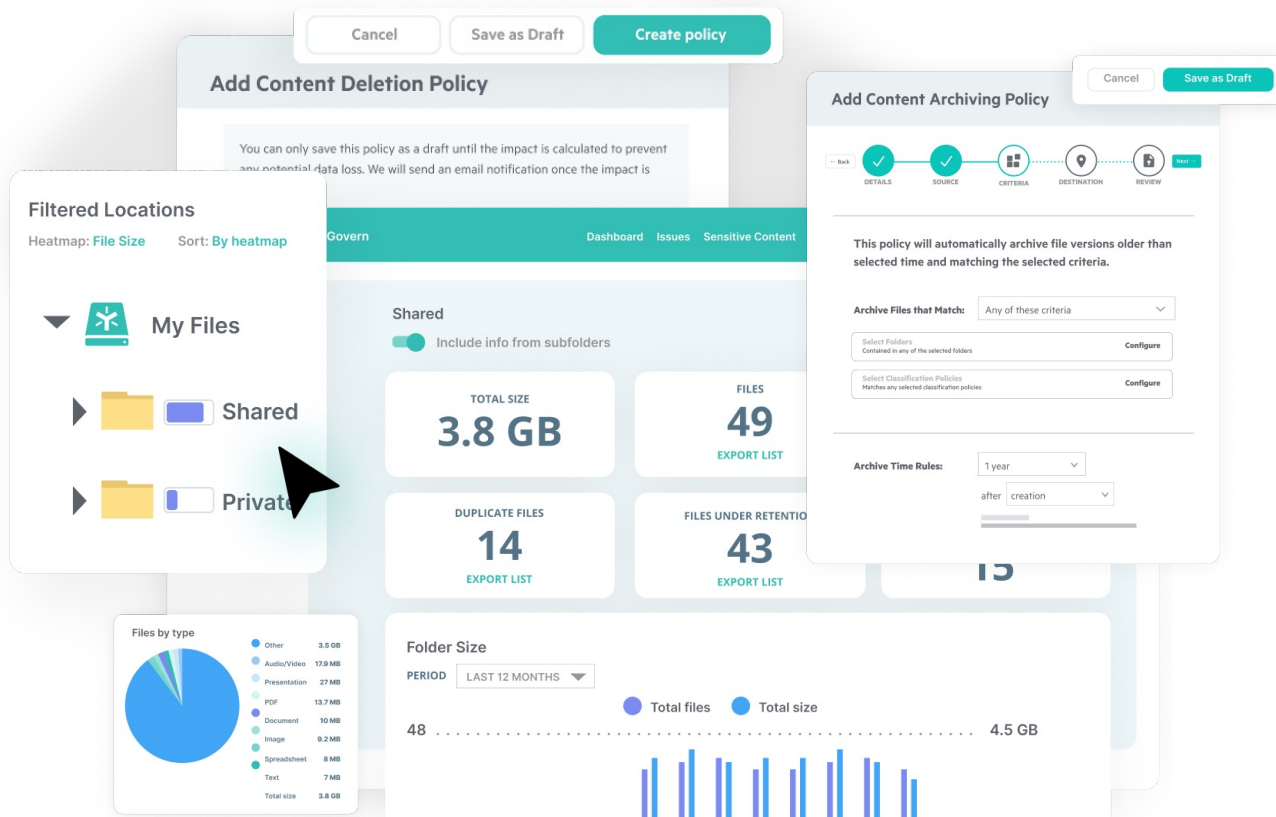 Cancel
Save as Draft
Create policy
Add Content Deletion Policy
You can only save this policy as a draft until the impact is calculated to prevent
any potential data loss. We will send an email notification once the impact is
Cancel
Save as Draft
Add Content Archiving Policy
← Back
Next →
DETAILS
SOURCE
CRITERIA
DESTINATION
REVIEW
This policy will automatically archive file versions older than
selected time and matching the selected criteria.
Archive Files that Match:
Any of these criteria
Select Folders
Contained in any of the selected folders
Configure
Select Classification Policies
Matches any selected classification policies
Configure
Archive Time Rules:
1 year
after
creation
Filtered Locations
Heatmap: File Size
Sort: By heatmap
My Files
Shared
Private
Govern
Dashboard
Issues
Sensitive Content
Shared
Include info from subfolders
TOTAL SIZE
3.8 GB
FILES
49
EXPORT LIST
DUPLICATE FILES
14
EXPORT LIST
FILES UNDER RETENTIO
43
EXPORT LIST
15
Files by type
Other 3.5 GB
Audio/Video 17.9 MB
Presentation 27 MB
PDF 13.7 MB
Document 10 MB
Image 9.2 MB
Spreadsheet 8 MB
Text 7 MB
Total size 3.8 GB
Folder Size
PERIOD
LAST 12 MONTHS
Total files
Total size
48
4.5 GB